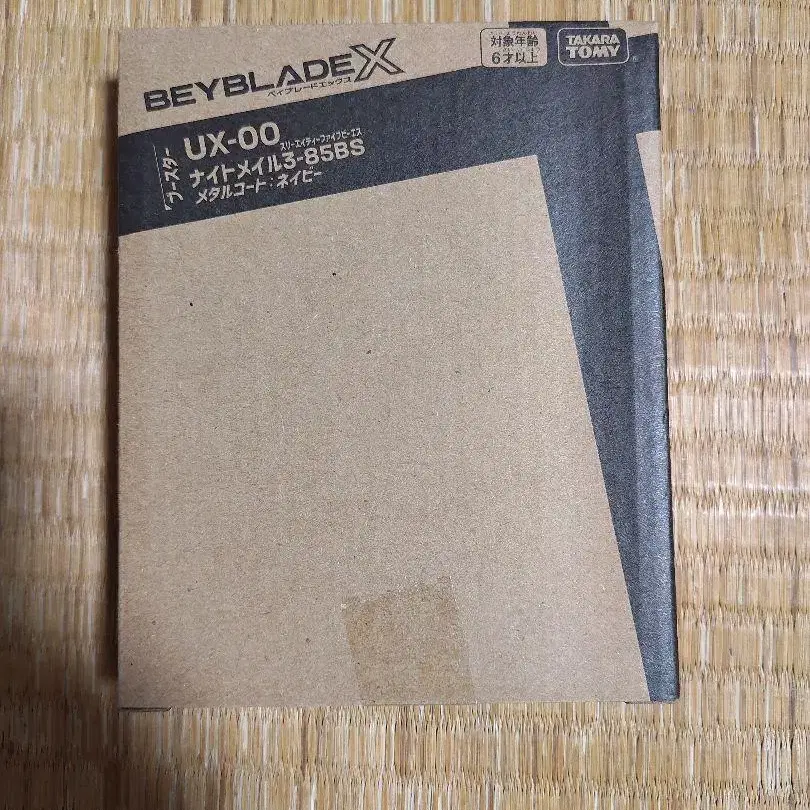 BEYBLADE X
ベイブレードエックス
対象年齢
6才以上
TAKARA
TOMY
ブースター
UX-00
スリーエイティーファイブビーエス
ナイトメイル3-85BS
メタルコート:ネイビー